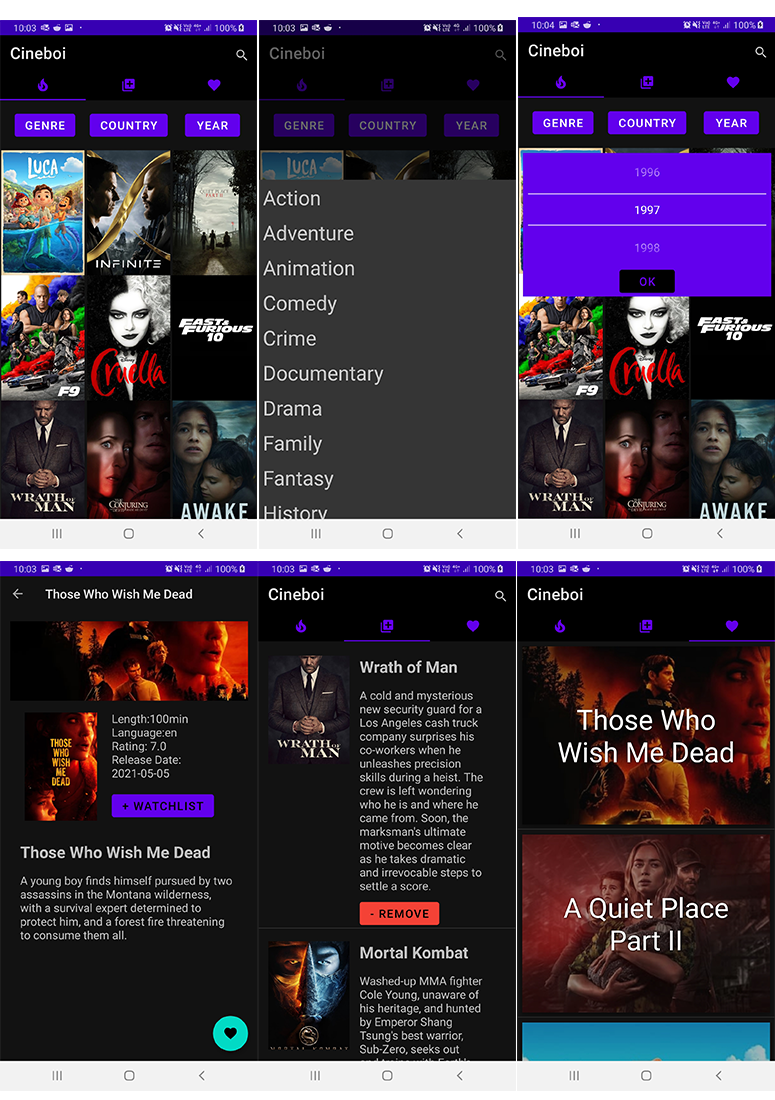 10:03
100%
Cineboi
GENRE
COUNTRY
YEAR
LUCA
INFINITE
A QUIET PLACE
PART II
F9
Disney
Cruella
FAST &
FURIOUS
10
WRATH OF
MAN
THE
CONJURING
AWAKE
10:03
100%
Cineboi
GENRE
COUNTRY
YEAR
LUCA
Action
Adventure
Animation
Comedy
Crime
Documentary
Drama
Family
Fantasy
History
10:04
100%
Cineboi
GENRE
COUNTRY
YEAR
1996
1997
1998
OK
F9
Cruella
FAST &
FURIOUS
10
WRATH OF
MAN
THE
CONJURING
AWAKE
10:03
100%
Those Who Wish Me Dead
THOSE
WHO
WISH
ME
DEAD
Length:100min
Language:en
Rating: 7.0
Release Date:
2021-05-05
+ WATCHLIST
Those Who Wish Me Dead
A young boy finds himself pursued by two
assassins in the Montana wilderness,
with a survival expert determined to
protect him, and a forest fire threatening
to consume them all.
10:03
100%
Cineboi
WRATH OF
MAN
Wrath of Man
A cold and mysterious
new security guard for a
Los Angeles cash truck
company surprises his
co-workers when he
unleashes precision
skills during a heist. The
crew is left wondering
who he is and where he
came from. Soon, the
marksman's ultimate
motive becomes clear
as he takes dramatic
and irrevocable steps to
settle a score.
- REMOVE
MORTAL KOMBAT
Mortal Kombat
Washed-up MMA fighter
Cole Young, unaware of
his heritage, and hunted
by Emperor Shang
Tsung's best warrior,
Sub-Zero, seeks out
and trains with Earth's
10:03
100%
Cineboi
Those Who
Wish Me Dead
A Quiet Place
Part II